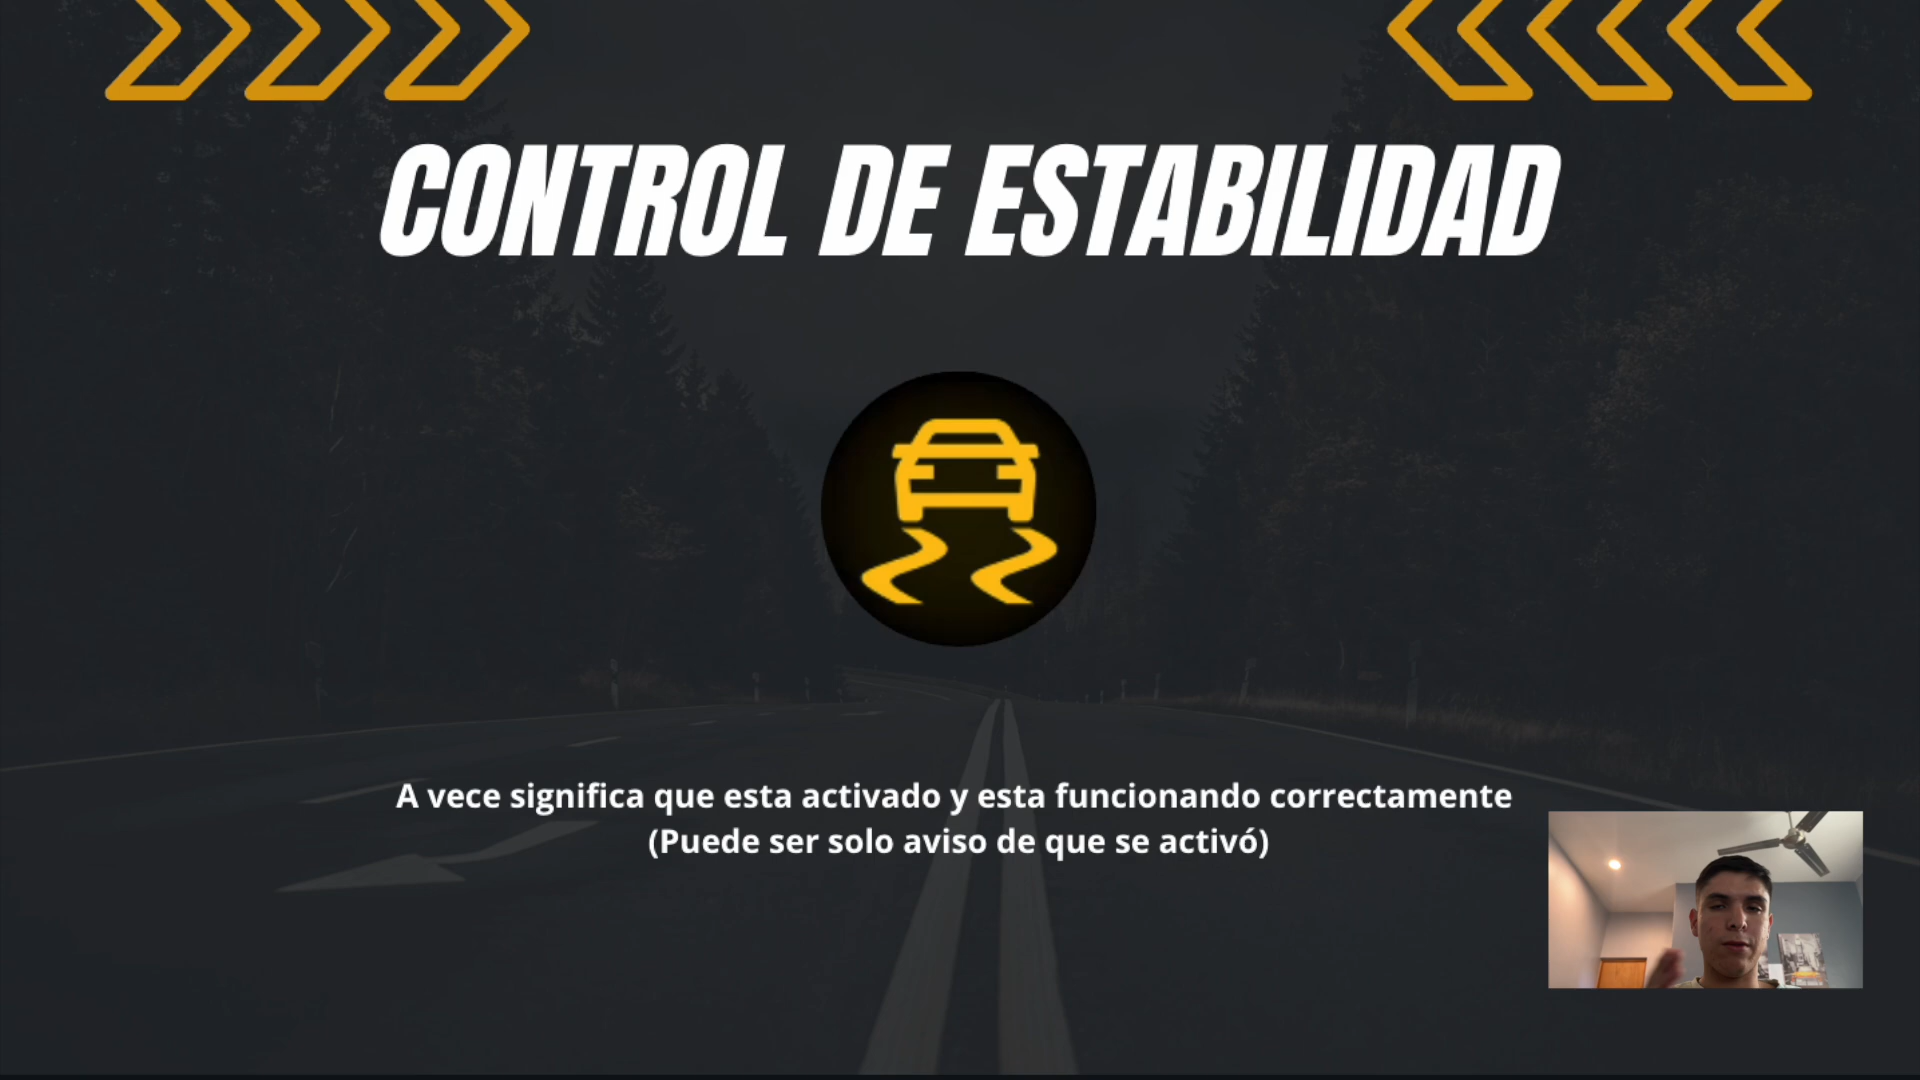 CONTROL DE ESTABILIDAD
A vece significa que esta activado y esta funcionando correctamente
(Puede ser solo aviso de que se activó)